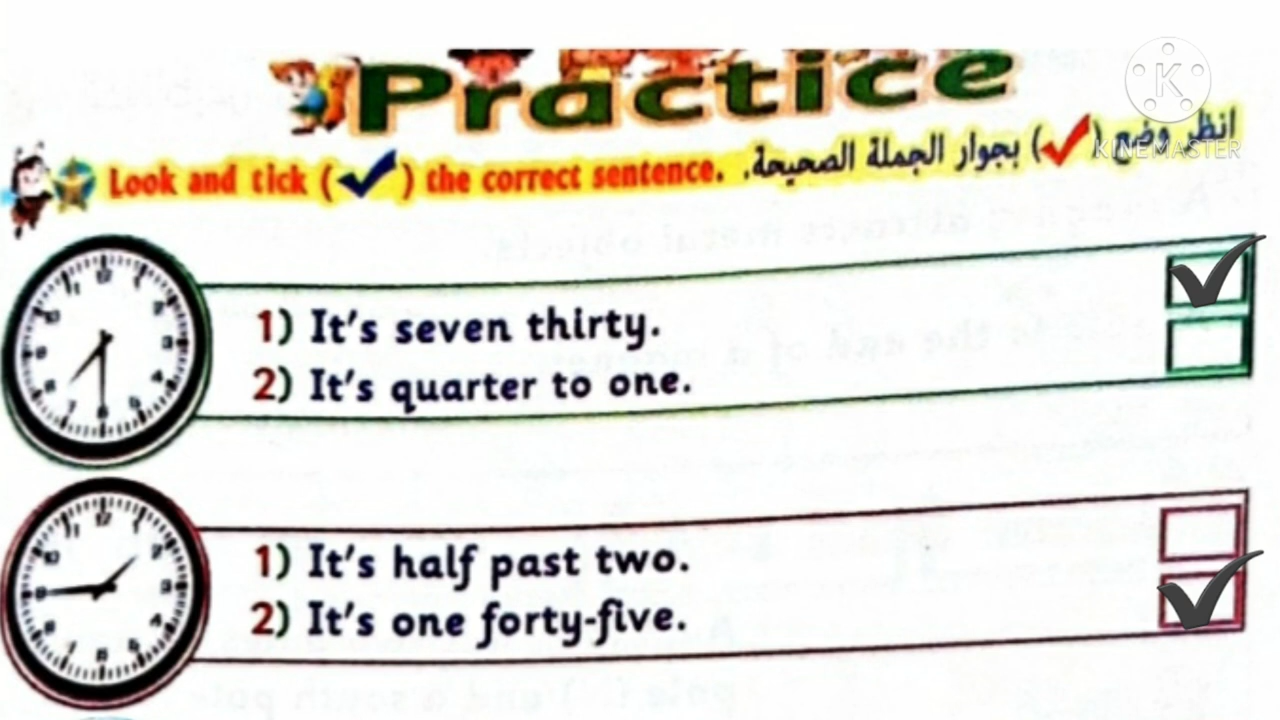 Practice
KINEMASTER
Look and tick (✔) the correct sentence. انظر وضع (✔) بجوار الجملة الصحيحة.
1) It's seven thirty.
2) It's quarter to one.
1) It's half past two.
2) It's one forty-five.